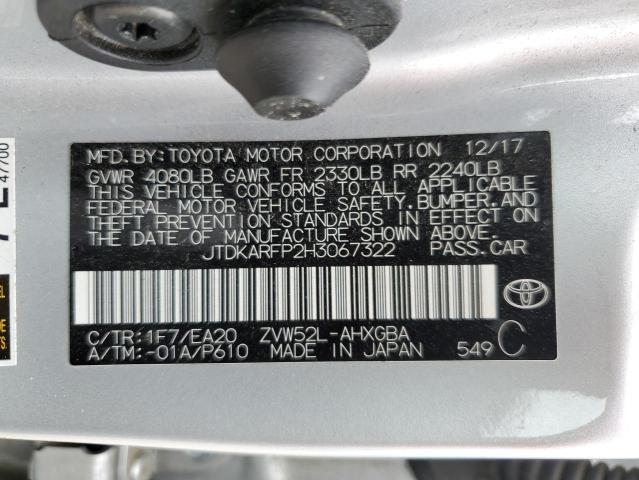 MFD.BY:TOYOTA MOTOR CORPORATION 12/17
GVWR 4080LB GAWR FR 2330LB RR 2240LB
THIS VEHICLE CONFORMS TO ALL APPLICABLE
FEDERAL MOTOR VEHICLE SAFETY,BUMPER,AND
THEFT PREVENTION STANDARDS IN EFFECT ON
THE DATE OF MANUFACTURE SHOWN ABOVE.
JTDKARFP2H3067322 PASS.CAR
C/TR:1F7/EA20 ZVW52L-AHXGBA
A/TM:-01A/P610 MADE IN JAPAN 549 C
47700